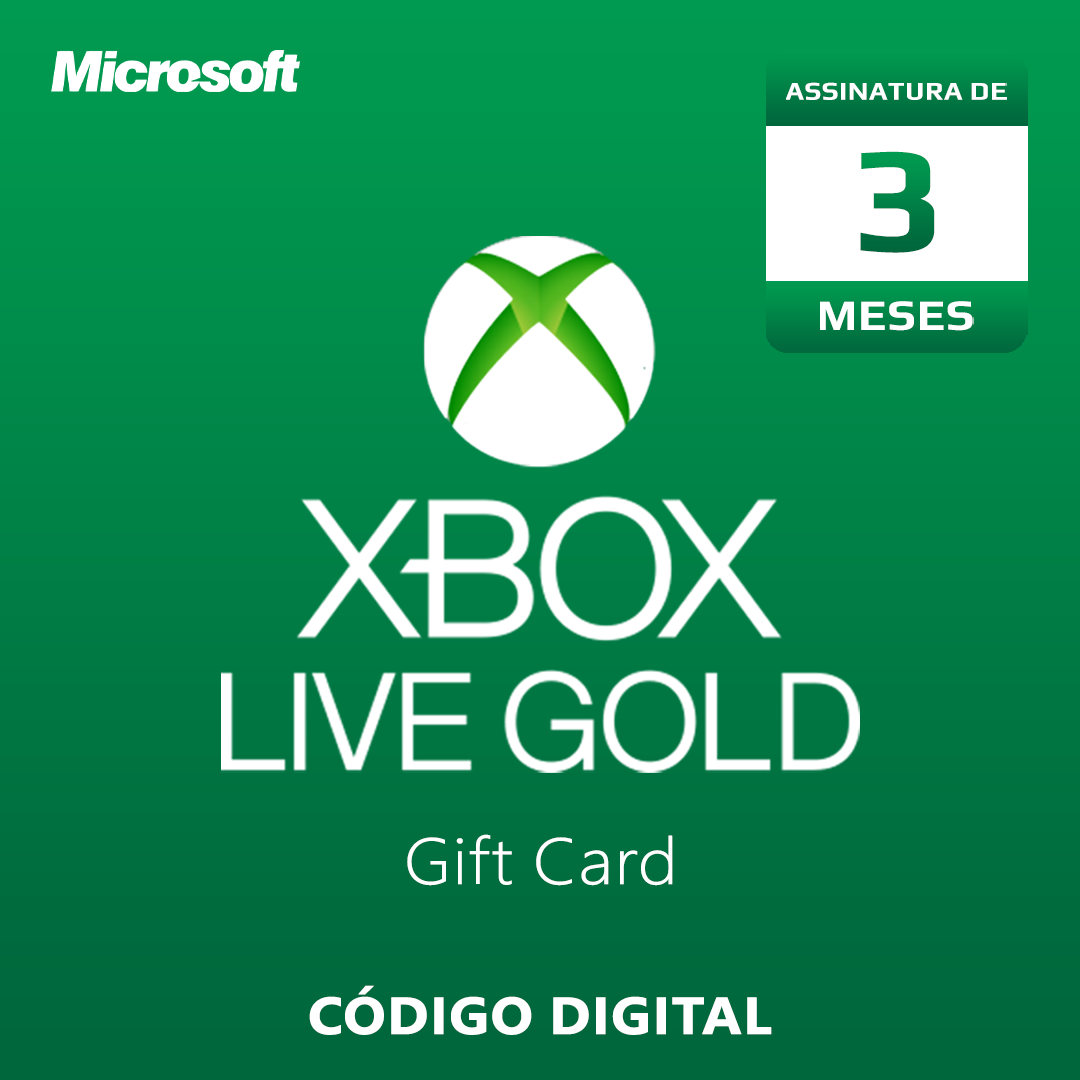 Microsoft
ASSINATURA DE
3
MESES
XBOX
LIVE GOLD
Gift Card
CÓDIGO DIGITAL